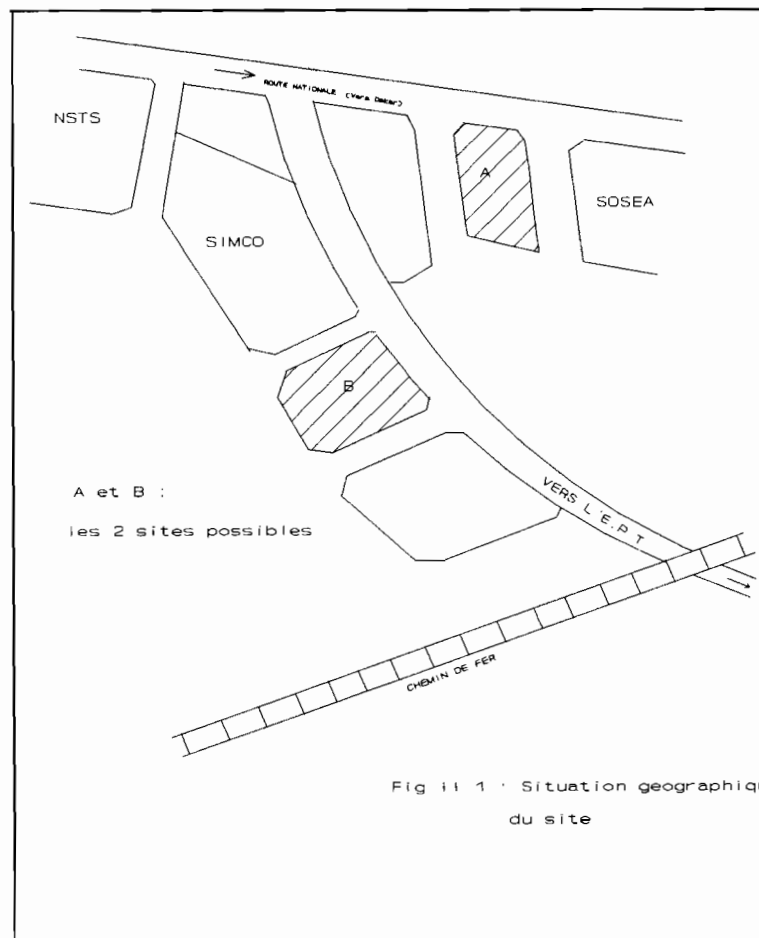 ROUTE NATIONALE (Vers Dakar)
NSTS
A
SOSEA
SIMCO
B
A et B :
les 2 sites possibles
VERS L'E.P.T
CHEMIN DE FER
Fig II 1 : Situation geographiqu
du site